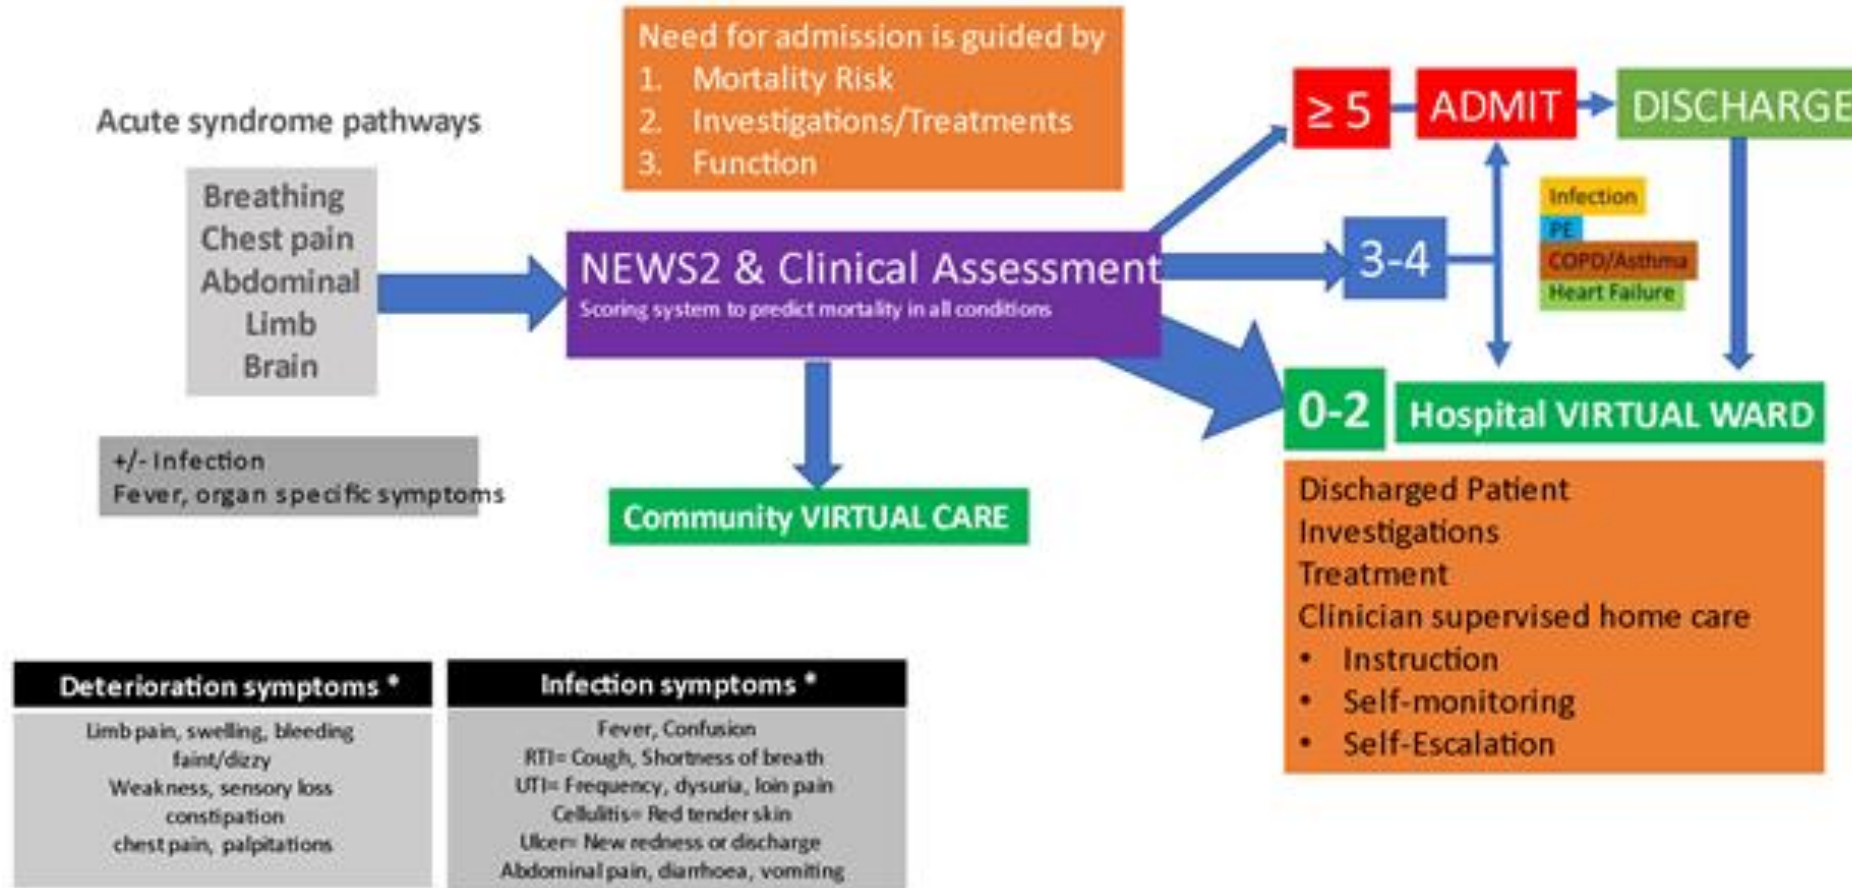 Need for admission is guided by
1. Mortality Risk
2. Investigations/Treatments
3. Function
Acute syndrome pathways
Breathing
Chest pain
Abdominal
Limb
Brain
+/- Infection
Fever, organ specific symptoms
NEWS2 & Clinical Assessment
Scoring system to predict mortality in all conditions
Community VIRTUAL CARE
≥ 5
ADMIT
DISCHARGE
3-4
Infection
PE
COPD/Asthma
Heart Failure
0-2
Hospital VIRTUAL WARD
Discharged Patient
Investigations
Treatment
Clinician supervised home care
• Instruction
• Self-monitoring
• Self-Escalation
Deterioration symptoms *
Limb pain, swelling, bleeding
faint/dizzy
Weakness, sensory loss
constipation
chest pain, palpitations
Infection symptoms *
Fever, Confusion
RTI= Cough, Shortness of breath
UTI= Frequency, dysuria, loin pain
Cellulitis= Red tender skin
Ulcer= New redness or discharge
Abdominal pain, diarrhoea, vomiting